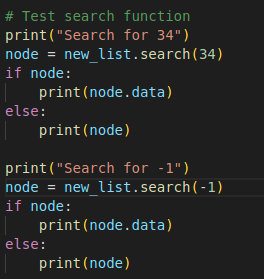 # Test search function
print("Search for 34")
node = new_list.search(34)
if node:
    print(node.data)
else:
    print(node)

print("Search for -1")
node = new_list.search(-1)
if node:
    print(node.data)
else:
    print(node)